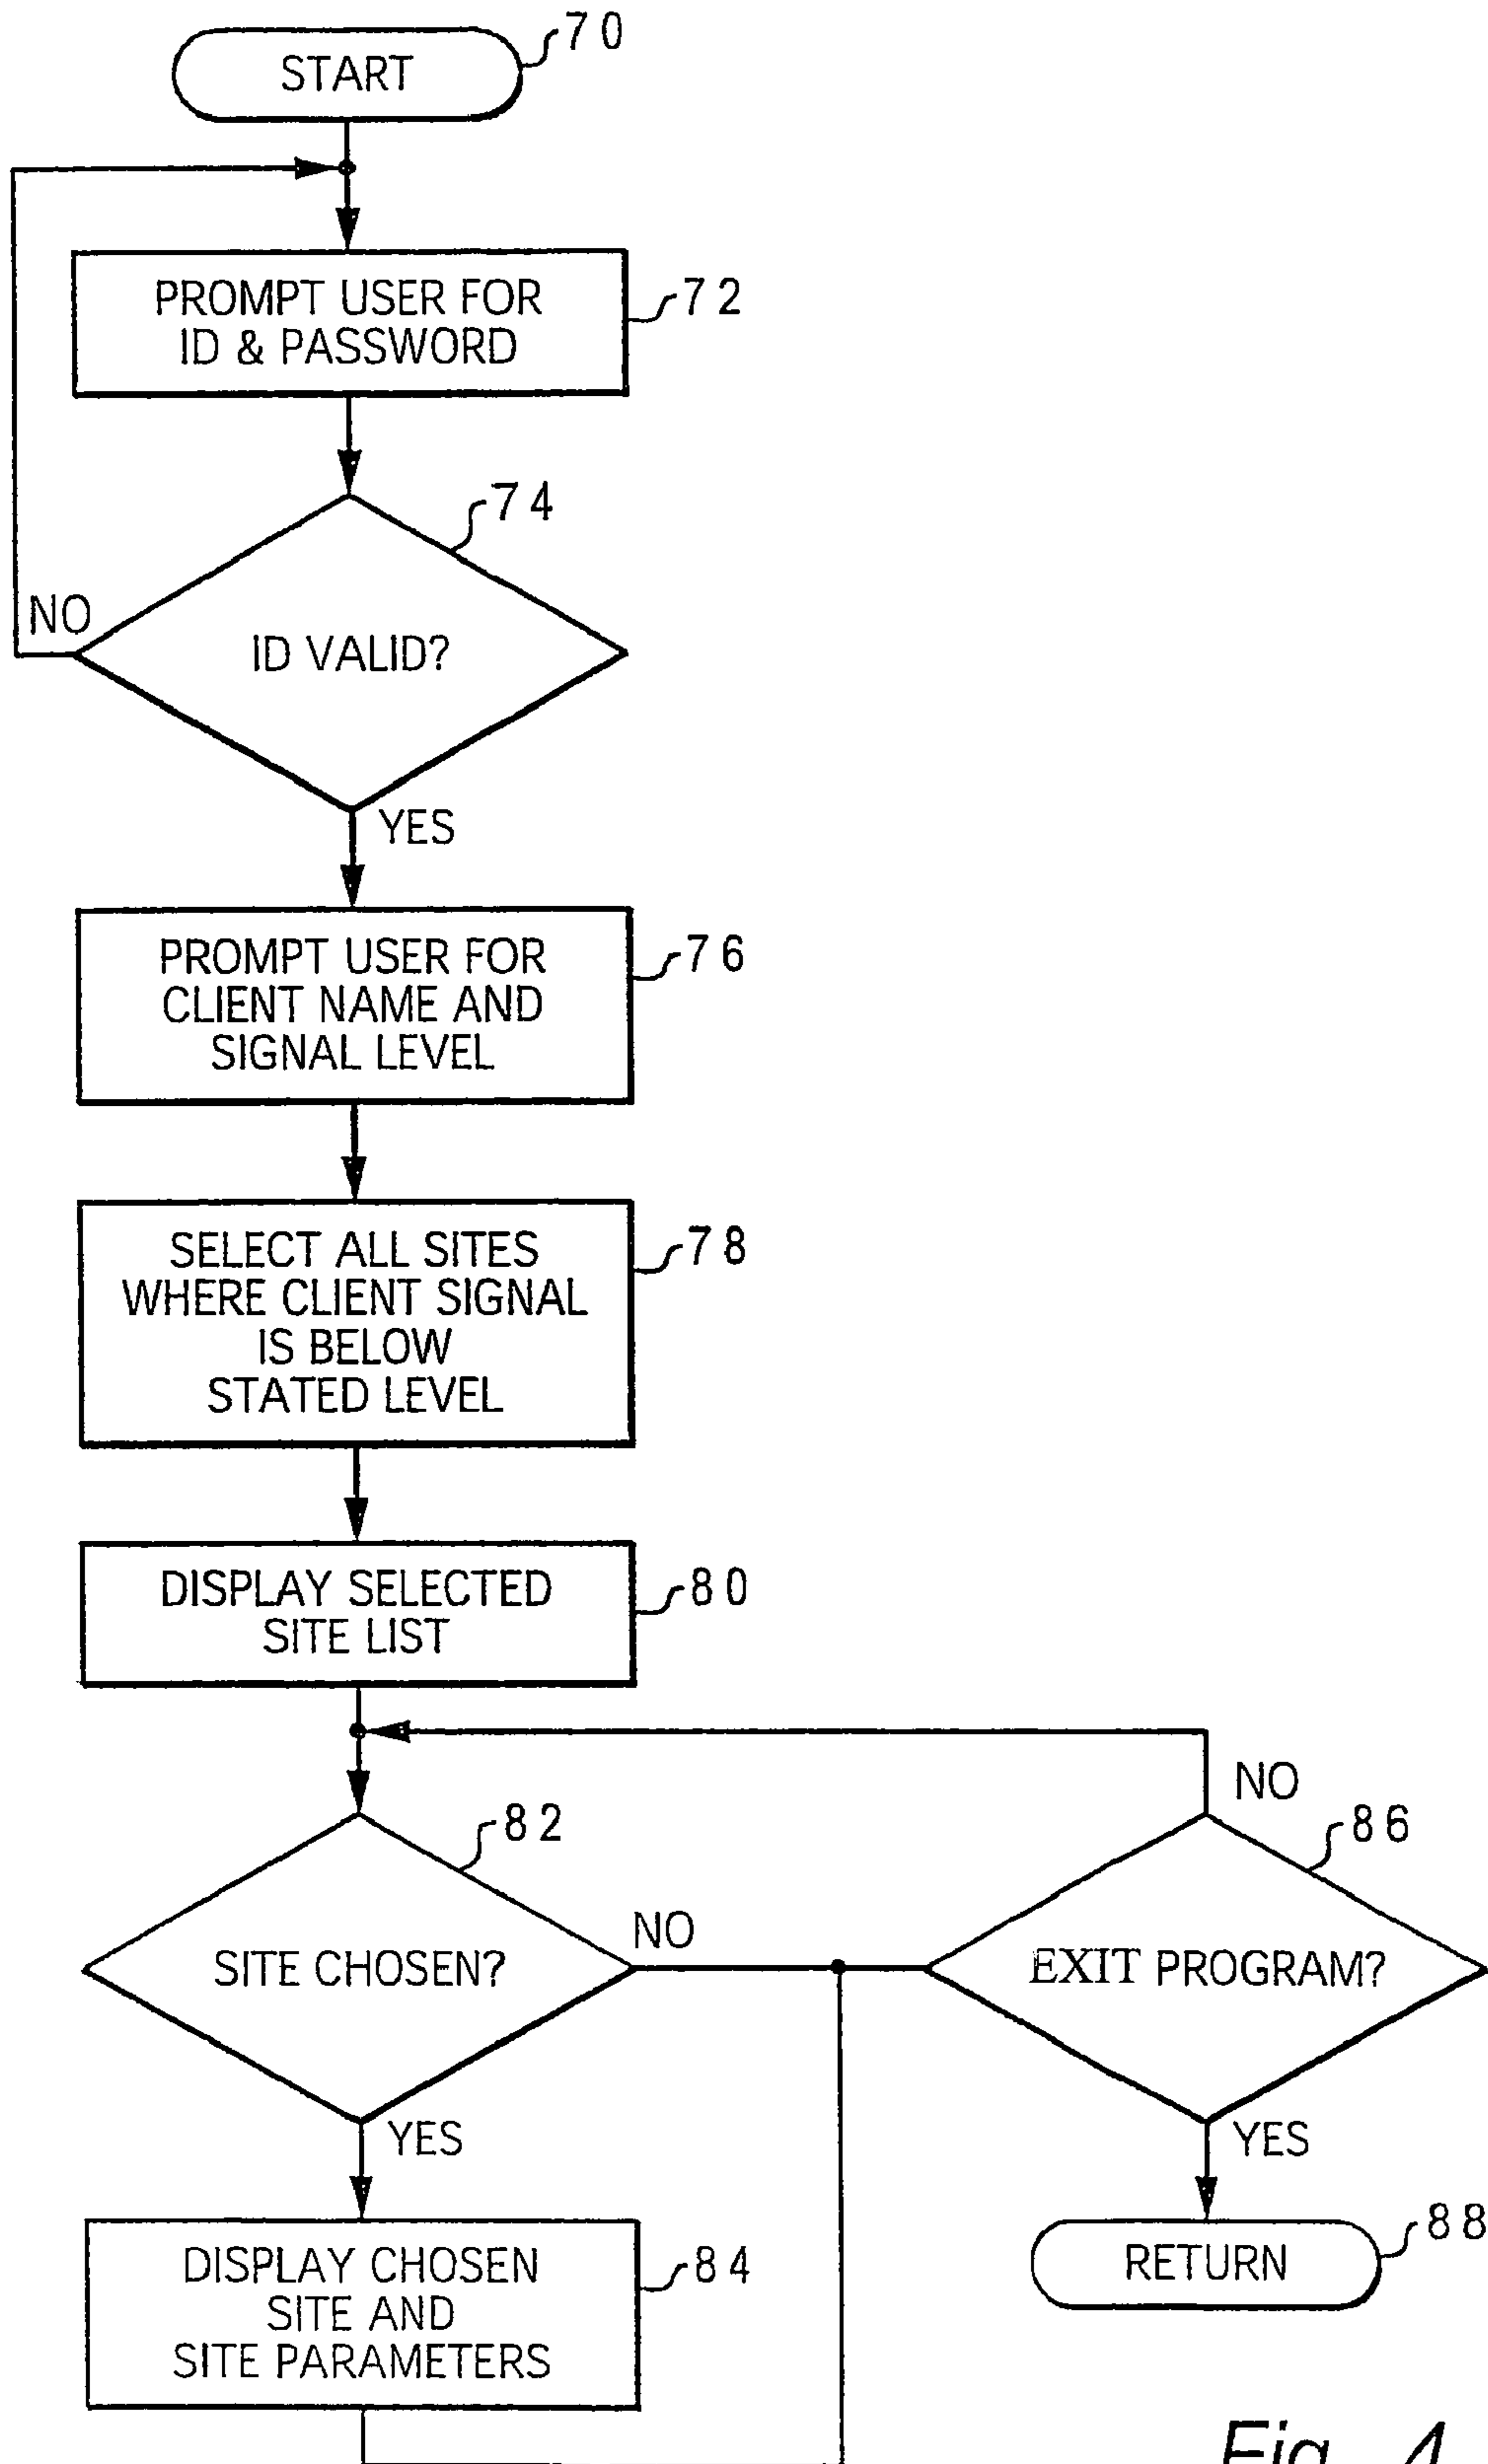 START
70
PROMPT USER FOR
ID & PASSWORD
72
74
NO
ID VALID?
YES
PROMPT USER FOR
CLIENT NAME AND
SIGNAL LEVEL
76
SELECT ALL SITES
WHERE CLIENT SIGNAL
IS BELOW
STATED LEVEL
78
DISPLAY SELECTED
SITE LIST
80
NO
82
86
NO
SITE CHOSEN?
EXIT PROGRAM?
YES
YES
DISPLAY CHOSEN
SITE AND
SITE PARAMETERS
84
RETURN
88
Fig. 4